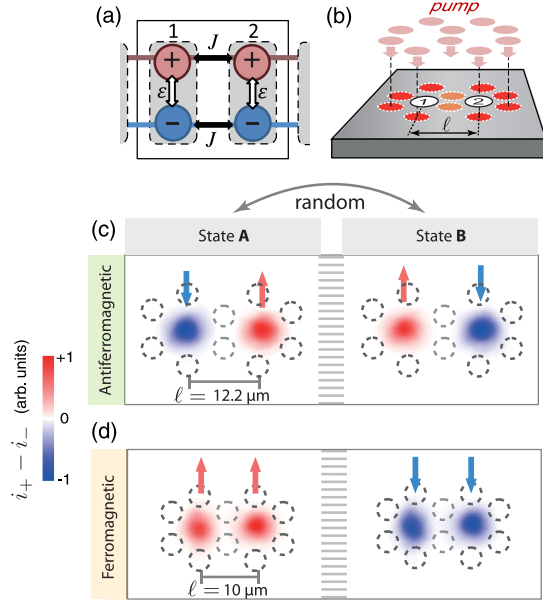 (a)
1
2
+
J
+
ε
ε
−
J
−
(b)
pump
1
2
ℓ
random
(c)
State A
State B
Antiferromagnetic
ℓ = 12.2 µm
i+ − i− (arb. units)
+1
0
-1
(d)
Ferromagnetic
ℓ = 10 µm